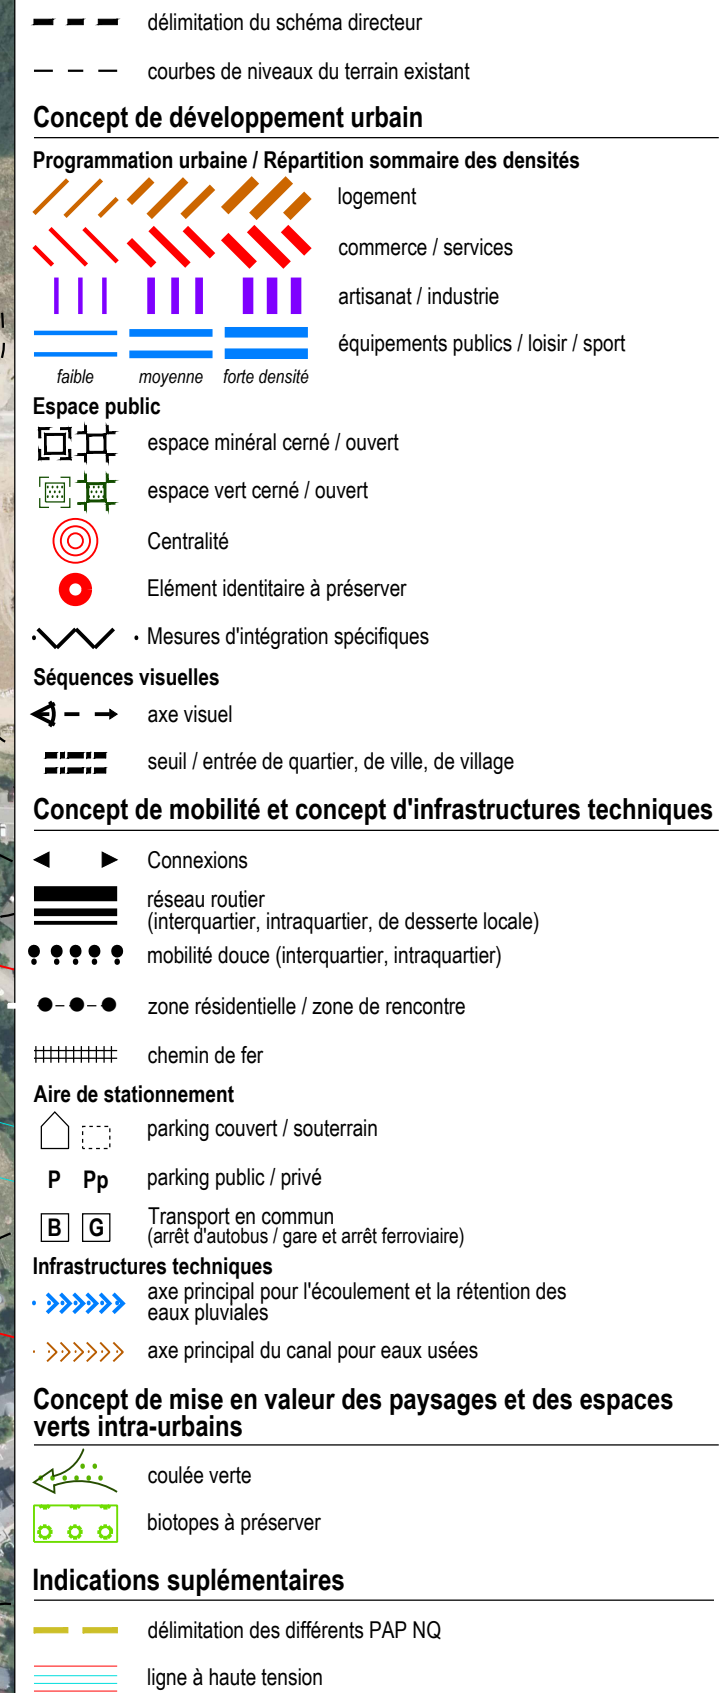 délimitation du schéma directeur
courbes de niveaux du terrain existant
Concept de développement urbain
Programmation urbaine / Répartition sommaire des densités
logement
commerce / services
artisanat / industrie
équipements publics / loisir / sport
faible moyenne forte densité
Espace public
espace minéral cerné / ouvert
espace vert cerné / ouvert
Centralité
Elément identitaire à préserver
Mesures d'intégration spécifiques
Séquences visuelles
axe visuel
seuil / entrée de quartier, de ville, de village
Concept de mobilité et concept d'infrastructures techniques
Connexions
réseau routier
(interquartier, intraquartier, de desserte locale)
mobilité douce (interquartier, intraquartier)
zone résidentielle / zone de rencontre
chemin de fer
Aire de stationnement
parking couvert / souterrain
P Pp parking public / privé
B G Transport en commun
(arrêt d'autobus / gare et arrêt ferroviaire)
Infrastructures techniques
axe principal pour l'écoulement et la rétention des
eaux pluviales
axe principal du canal pour eaux usées
Concept de mise en valeur des paysages et des espaces
verts intra-urbains
coulée verte
biotopes à préserver
Indications suplémentaires
délimitation des différents PAP NQ
ligne à haute tension